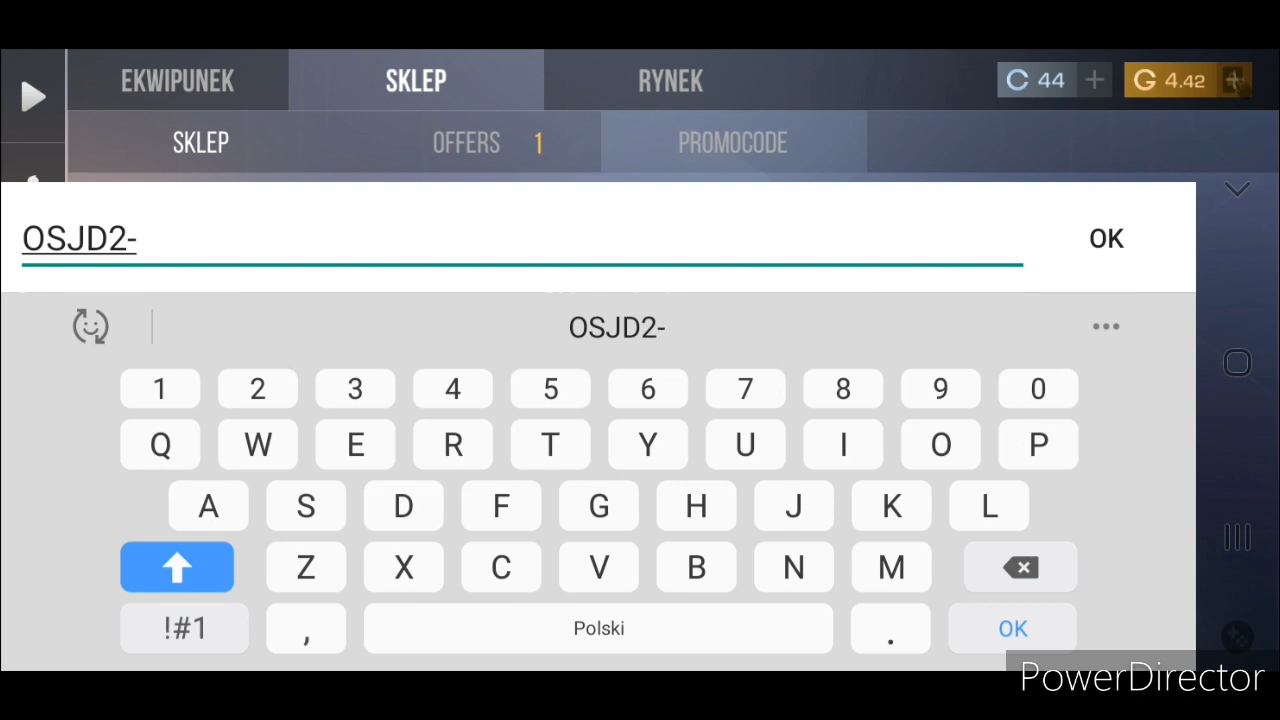 EKWIPUNEK SKLEP RYNEK C 44 + G 4.42 +
SKLEP OFFERS 1 PROMOCODE
OSJD2- OK
OSJD2-
1 2 3 4 5 6 7 8 9 0
Q W E R T Y U I O P
A S D F G H J K L
Z X C V B N M
!#1 , Polski . OK
PowerDirector